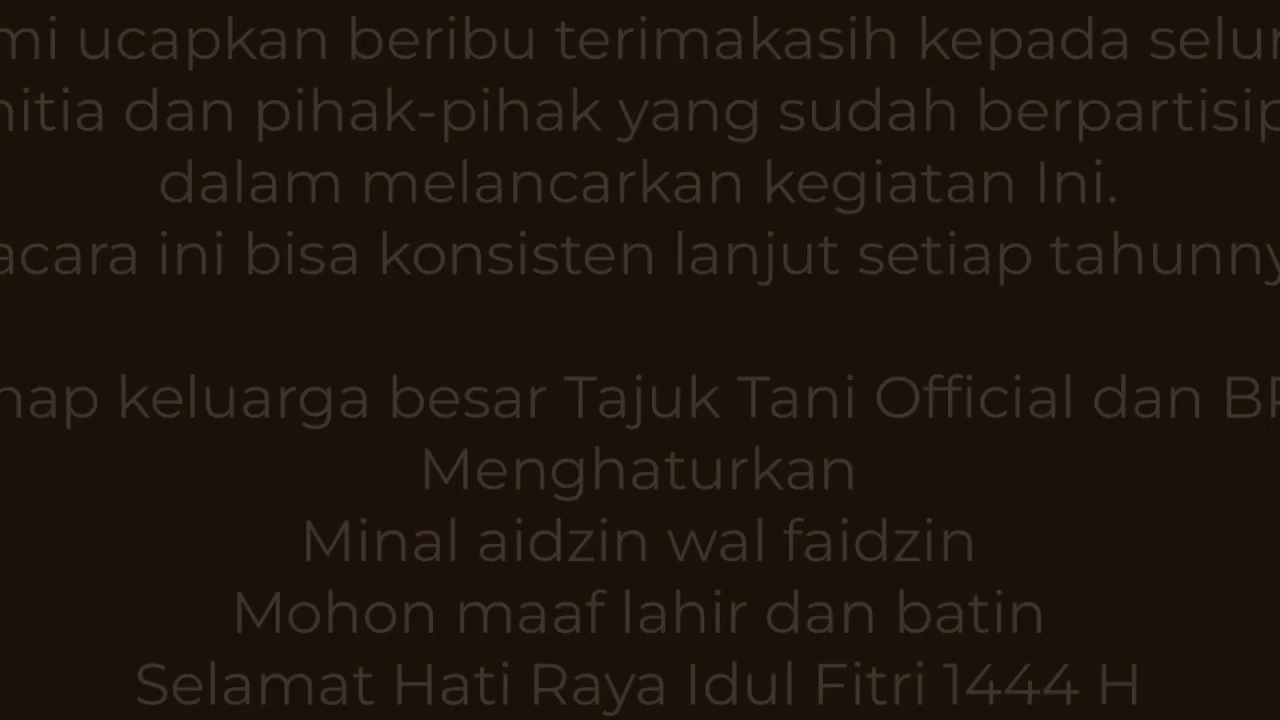 mi ucapkan beribu terimakasih kepada selur
nitia dan pihak-pihak yang sudah berpartisip
dalam melancarkan kegiatan Ini.
acara ini bisa konsisten lanjut setiap tahunny
nap keluarga besar Tajuk Tani Official dan BP
Menghaturkan
Minal aidzin wal faidzin
Mohon maaf lahir dan batin
Selamat Hati Raya Idul Fitri 1444 H